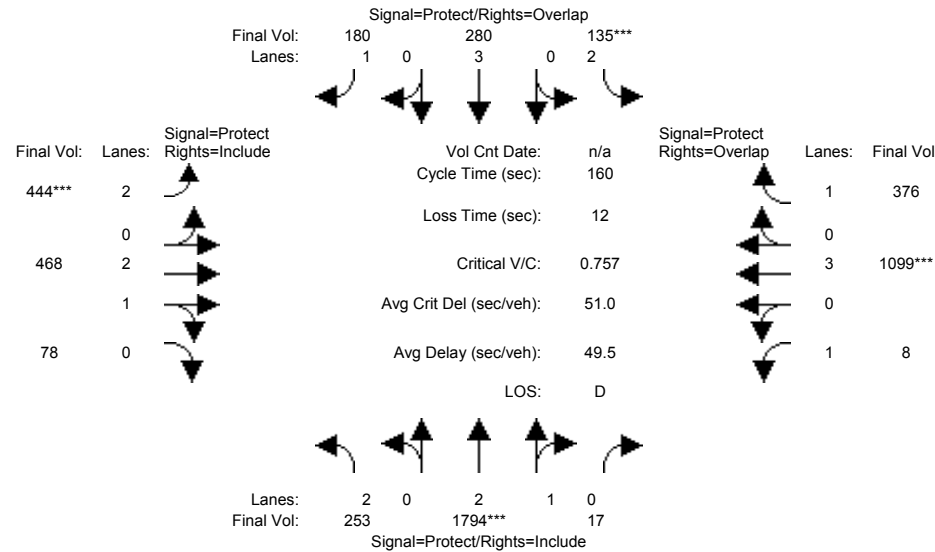 Signal=Protect/Rights=Overlap
Final Vol: 180 280 135***
Lanes: 1 0 3 0 2
Signal=Protect
Final Vol: Lanes: Rights=Include
Vol Cnt Date: n/a
Signal=Protect
Rights=Overlap Lanes: Final Vol
Cycle Time (sec): 160
444*** 2
1 376
Loss Time (sec): 12
0
0
468 2
Critical V/C: 0.757
3 1099***
1
Avg Crit Del (sec/veh): 51.0
0
78 0
Avg Delay (sec/veh): 49.5
1 8
LOS: D
Lanes: 2 0 2 1 0
Final Vol: 253 1794*** 17
Signal=Protect/Rights=Include